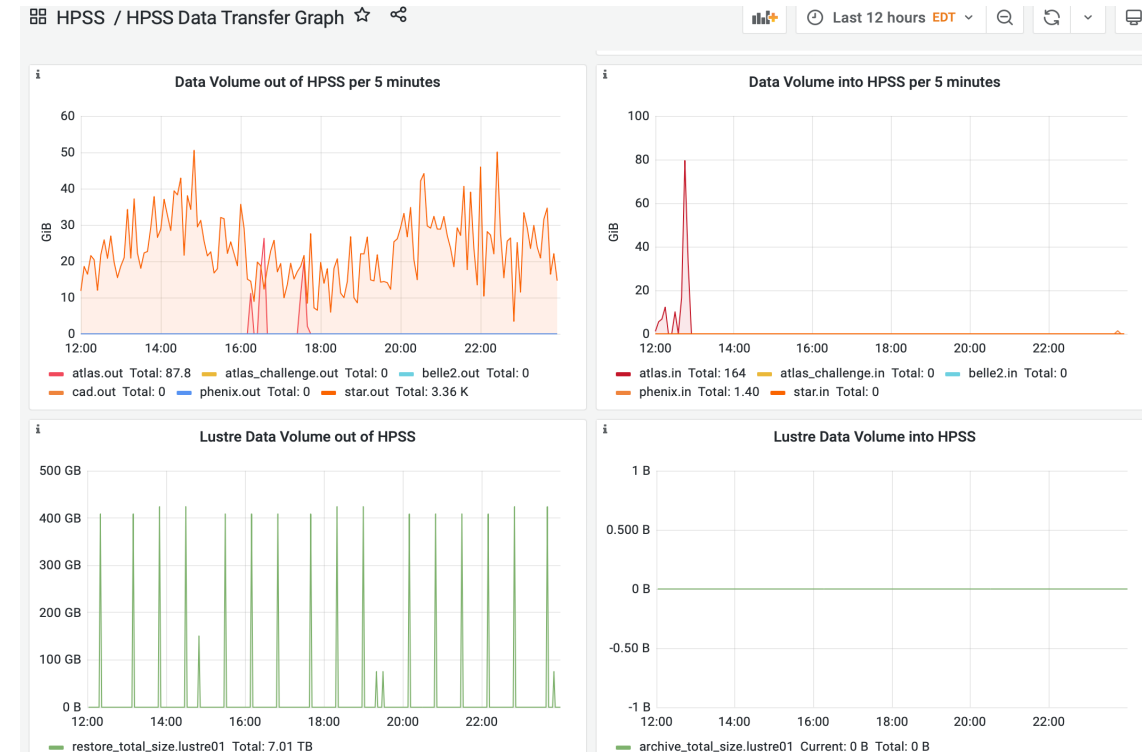 HPSS / HPSS Data Transfer Graph
Last 12 hours EDT
i
Data Volume out of HPSS per 5 minutes
60
50
40
30
20
10
0
GiB
12:00 14:00 16:00 18:00 20:00 22:00
atlas.out Total: 87.8 atlas_challenge.out Total: 0 belle2.out Total: 0
cad.out Total: 0 phenix.out Total: 0 star.out Total: 3.36 K
i
Data Volume into HPSS per 5 minutes
100
80
60
40
20
0
GiB
12:00 14:00 16:00 18:00 20:00 22:00
atlas.in Total: 164 atlas_challenge.in Total: 0 belle2.in Total: 0
phenix.in Total: 1.40 star.in Total: 0
i
Lustre Data Volume out of HPSS
500 GB
400 GB
300 GB
200 GB
100 GB
0 B
12:00 14:00 16:00 18:00 20:00 22:00
restore_total_size.lustre01 Total: 7.01 TB
i
Lustre Data Volume into HPSS
1 B
0.500 B
0 B
-0.50 B
-1 B
12:00 14:00 16:00 18:00 20:00 22:00
archive_total_size.lustre01 Current: 0 B Total: 0 B